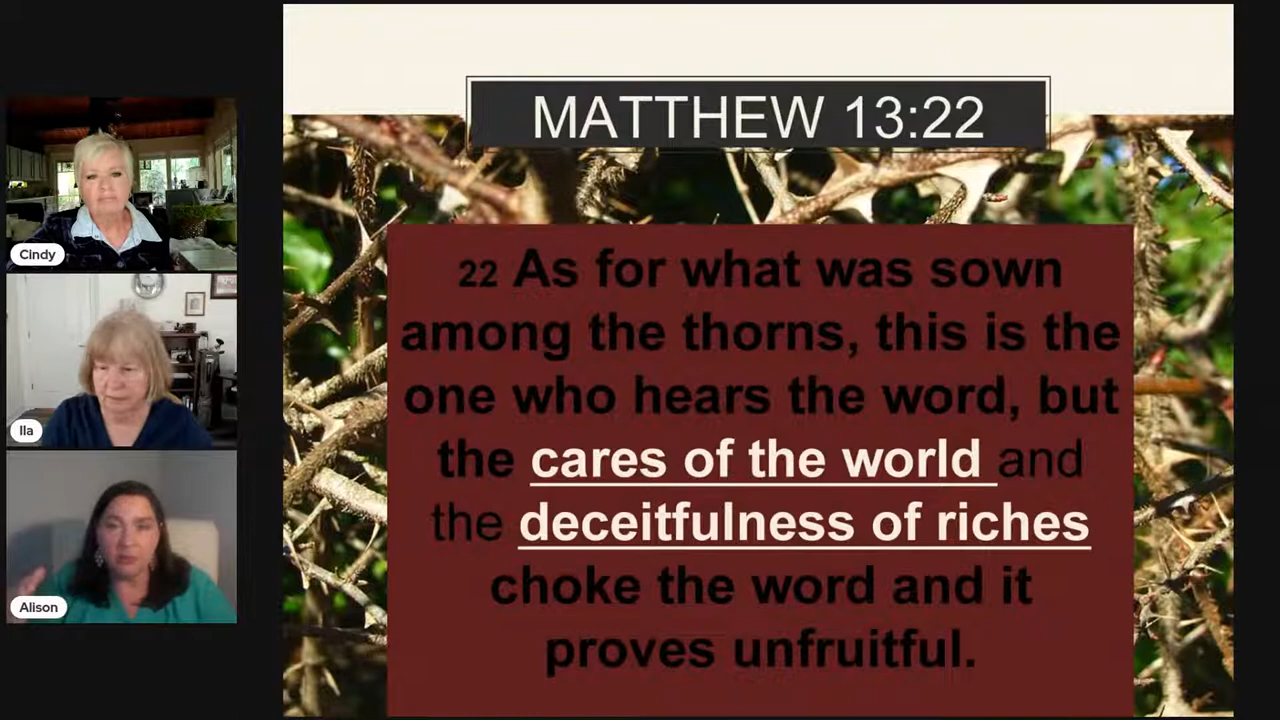 MATTHEW 13:22
22 As for what was sown
among the thorns, this is the
one who hears the word, but
the cares of the world and
the deceitfulness of riches
choke the word and it
proves unfruitful.
Cindy
Ila
Alison